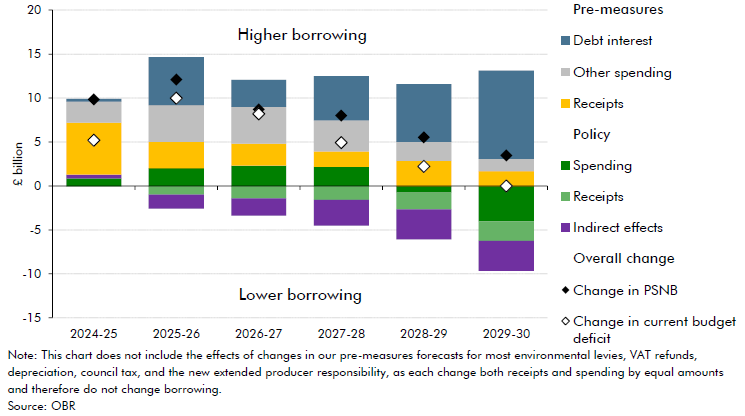 Pre-measures
20
Higher borrowing
Debt interest
15
Other spending
10
Receipts
Policy
5
£ billion
Spending
0
Receipts
-5
Indirect effects
Overall change
-10
Lower borrowing
Change in PSNB
-15
Change in current budget
deficit
2024-25 2025-26 2026-27 2027-28 2028-29 2029-30
Note: This chart does not include the effects of changes in our pre-measures forecasts for most environmental levies, VAT refunds,
depreciation, council tax, and the new extended producer responsibility, as each change both receipts and spending by equal amounts
and therefore do not change borrowing.
Source: OBR